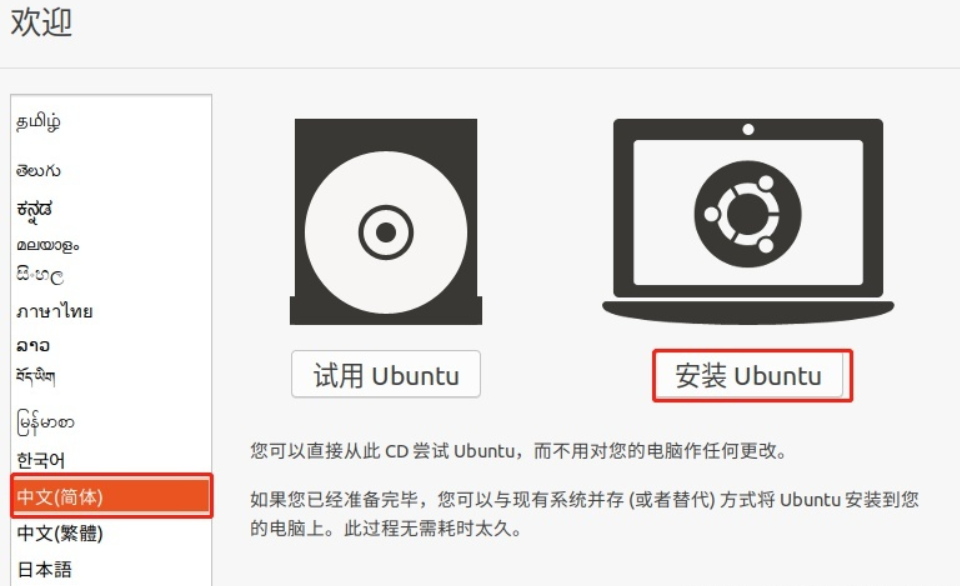 欢迎
தமிழ்
తెలుగు
ಕನ್ನಡ
മലയാളം
සිංහල
ภาษาไทย
ລາວ
བོད་ཡིག
မြန်မာစာ
한국어
中文(简体)
中文(繁體)
日本語
试用 Ubuntu
安装 Ubuntu
您可以直接从此 CD 尝试 Ubuntu，而不用对您的电脑作任何更改。
如果您已经准备完毕，您可以与现有系统并存 (或者替代) 方式将 Ubuntu 安装到您
的电脑上。此过程无需耗时太久。